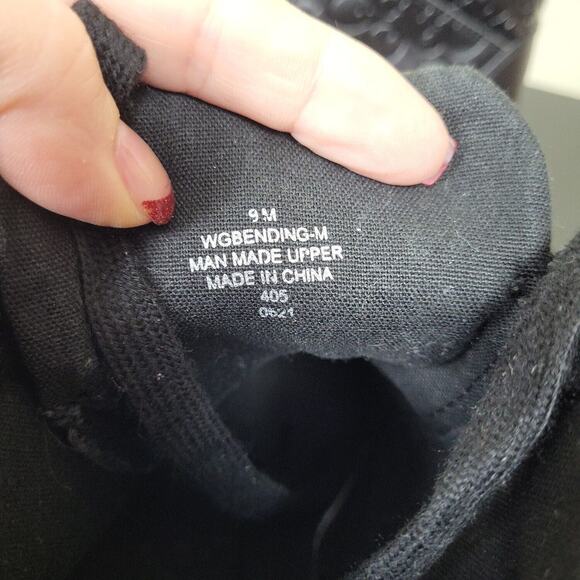 9 M
WGBENDING-M
MAN MADE UPPER
MADE IN CHINA
405
0621